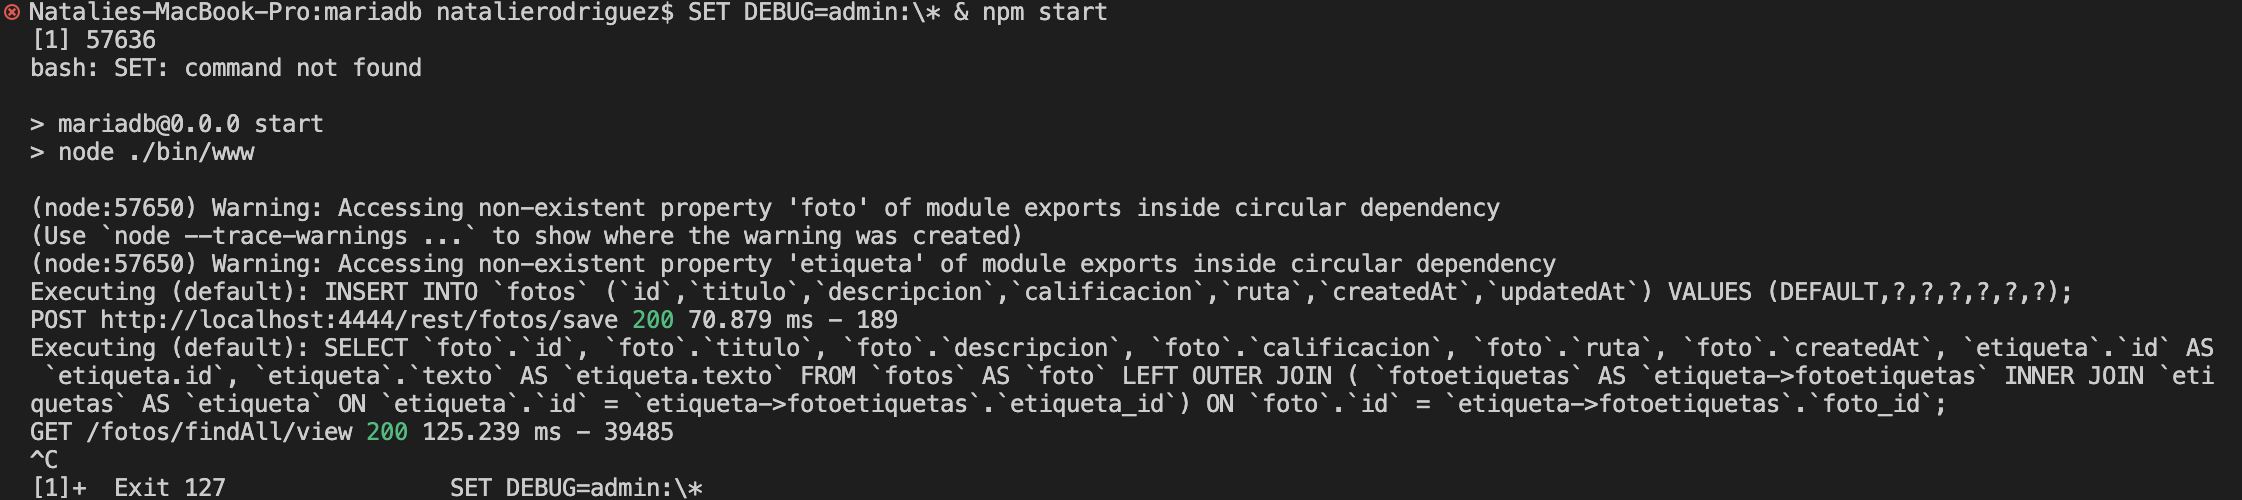 Natalies-MacBook-Pro:mariadb natalierodriguez$ SET DEBUG=admin:\* & npm start
[1] 57636
bash: SET: command not found
> mariadb@0.0.0 start
> node ./bin/www
(node:57650) Warning: Accessing non-existent property 'foto' of module exports inside circular dependency
(Use `node --trace-warnings ...` to show where the warning was created)
(node:57650) Warning: Accessing non-existent property 'etiqueta' of module exports inside circular dependency
Executing (default): INSERT INTO `fotos` (`id`,`titulo`,`descripcion`,`calificacion`,`ruta`,`createdAt`,`updatedAt`) VALUES (DEFAULT,?,?,?,?,?,?);
POST http://localhost:4444/rest/fotos/save 200 70.879 ms - 189
Executing (default): SELECT `foto`.`id`, `foto`.`titulo`, `foto`.`descripcion`, `foto`.`calificacion`, `foto`.`ruta`, `foto`.`createdAt`, `etiqueta`.`id` AS
 `etiqueta.id`, `etiqueta`.`texto` AS `etiqueta.texto` FROM `fotos` AS `foto` LEFT OUTER JOIN ( `fotoetiquetas` AS `etiqueta->fotoetiquetas` INNER JOIN `eti
quetas` AS `etiqueta` ON `etiqueta`.`id` = `etiqueta->fotoetiquetas`.`etiqueta_id`) ON `foto`.`id` = `etiqueta->fotoetiquetas`.`foto_id`;
GET /fotos/findAll/view 200 125.239 ms - 39485
^C
[1]+  Exit 127                SET DEBUG=admin:\*